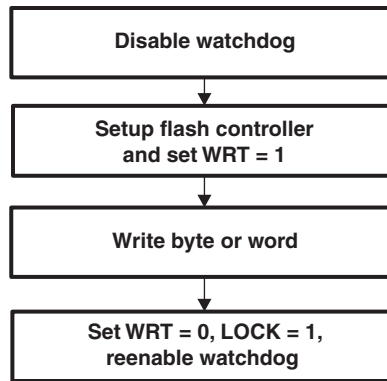 Disable watchdog
Setup flash controller
and set WRT = 1
Write byte or word
Set WRT = 0, LOCK = 1,
reenable watchdog